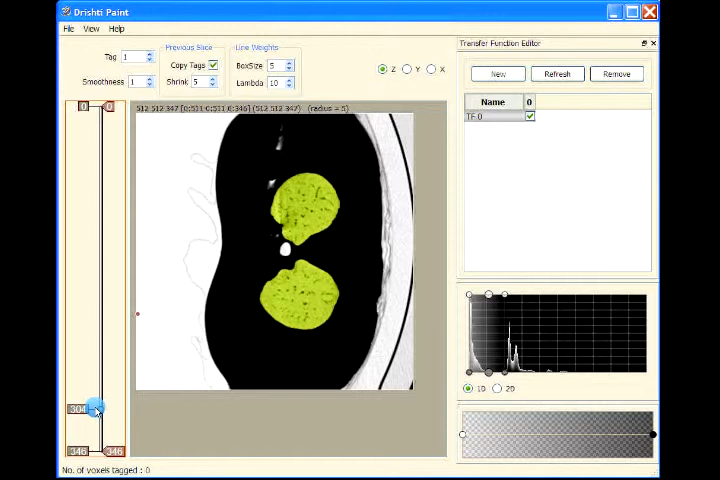 Drishti Paint
File View Help
Tag 1
Smoothness 1
Previous Slice
Copy Tags
Shrink 5
Line Weights
BoxSize 5
Lambda 10
Z Y X
Transfer Function Editor
New Refresh Remove
Name 0
TF 0
512 512 347 [0:511 0:511 0:346] (512 512 347) (radius = 5)
0 0
304
346 346
1D 2D
No. of voxels tagged : 0